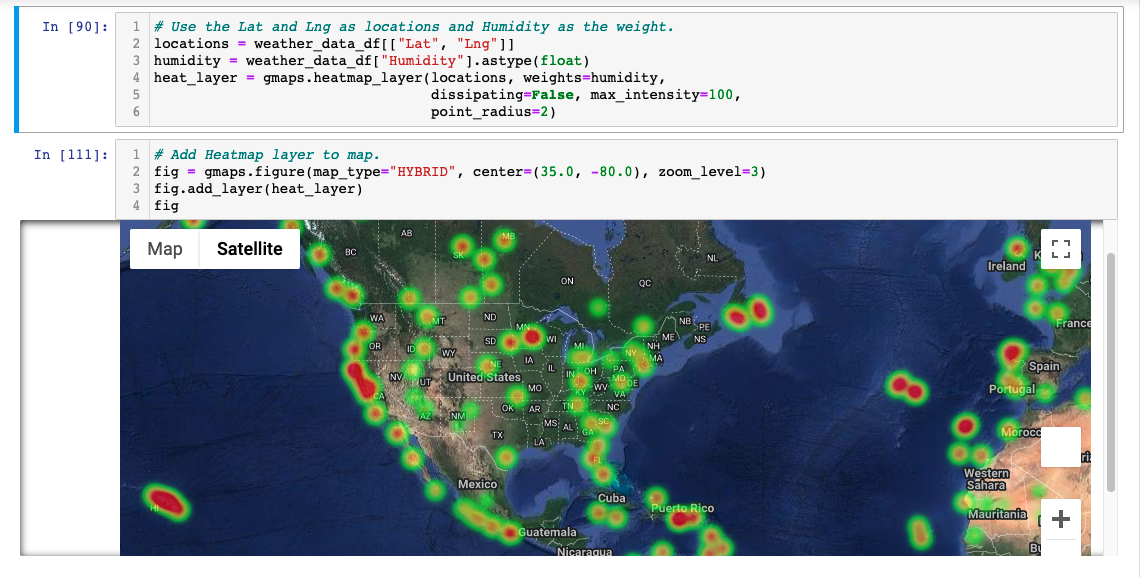 In [90]:
1 # Use the Lat and Lng as locations and Humidity as the weight.
2 locations = weather_data_df[["Lat", "Lng"]]
3 humidity = weather_data_df["Humidity"].astype(float)
4 heat_layer = gmaps.heatmap_layer(locations, weights=humidity,
5 dissipating=False, max_intensity=100,
6 point_radius=2)
In [111]:
1 # Add Heatmap layer to map.
2 fig = gmaps.figure(map_type="HYBRID", center=(35.0, -80.0), zoom_level=3)
3 fig.add_layer(heat_layer)
4 fig
Map Satellite
AB
MB
BC
SK
NL
Ireland
ON
QC
WA
MT
ND
MN
NB
PE
France
OR
ID
SD
WI
MI
ME
NS
WY
NH
IA
NY
MA
NE
Spain
NV
UT
United States
IL
IN
OH
PA
MD
DE
Portugal
CA
MO
KY
WV
VA
AZ
NM
OK
AR
TN
NC
TX
MS
AL
GA
SC
LA
Morocc
FL
Western
Sahara
Mexico
Cuba
HI
Puerto Rico
Mauritania
Guatemala
Nicaragua
Bu